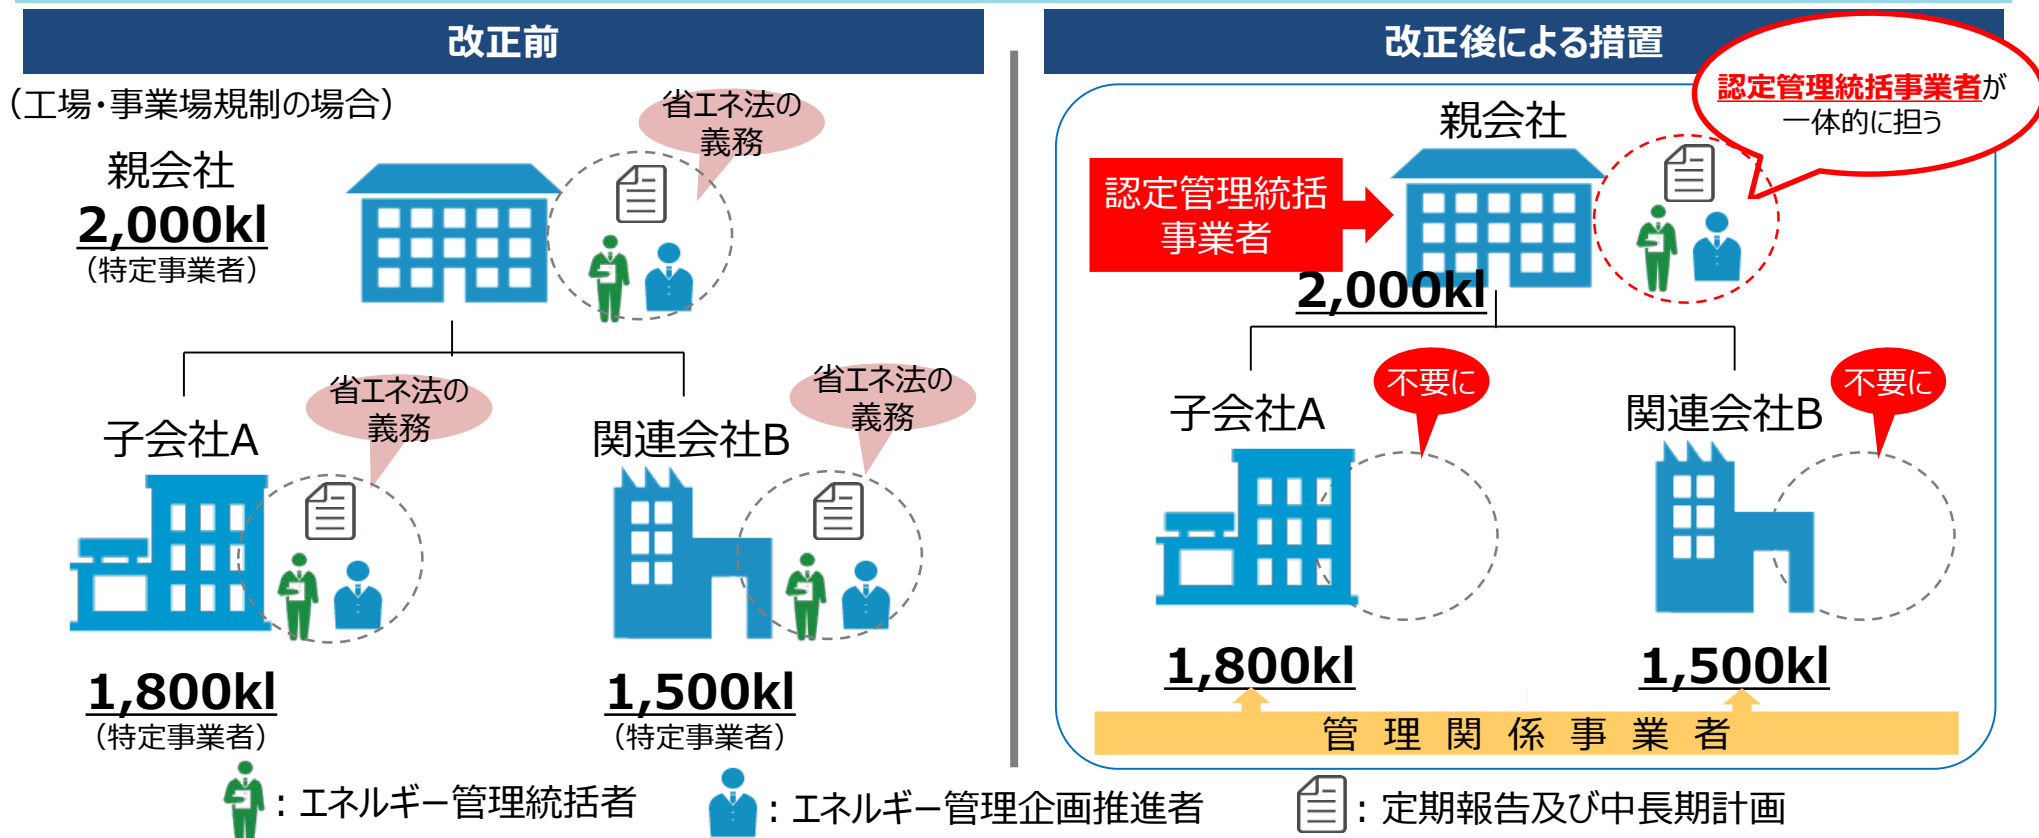 改正前
（工場・事業場規制の場合）
省エネ法の
義務
親会社
2,000kl
（特定事業者）
省エネ法の
義務
子会社A
1,800kl
（特定事業者）
省エネ法の
義務
関連会社B
1,500kl
（特定事業者）
改正後による措置
認定管理統括事業者が
一体的に担う
親会社
認定管理統括
事業者
2,000kl
不要に
子会社A
1,800kl
不要に
関連会社B
1,500kl
管理関係事業者
：エネルギー管理統括者
：エネルギー管理企画推進者
：定期報告及び中長期計画